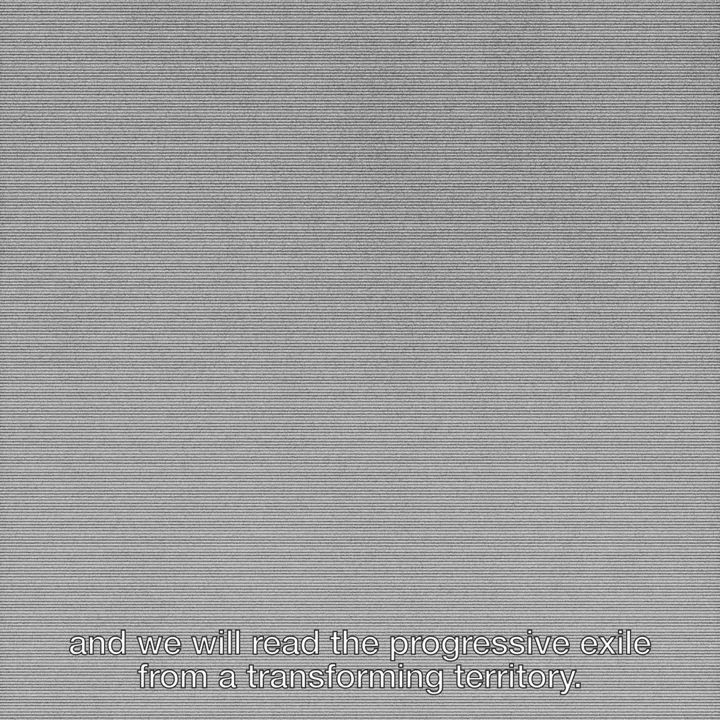 and we will read the progressive exile
from a transforming territory.